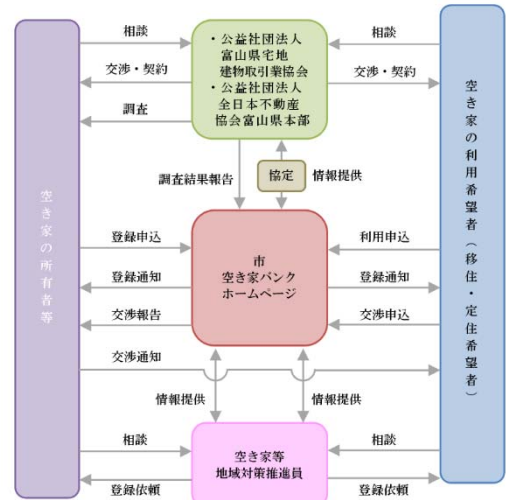 相談
交渉・契約
調査
・公益社団法人
富山県宅地
建物取引業協会
・公益社団法人
全日本不動産
協会富山県本部
相談
交渉・契約
空き家の所有者等
空き家の利用希望者(移住・定住希望者)
調査結果報告
協定
情報提供
登録申込
登録通知
交渉報告
市
空き家バンク
ホームページ
利用申込
登録通知
交渉申込
交渉通知
情報提供
情報提供
相談
登録依頼
空き家等
地域対策推進員
相談
登録依頼